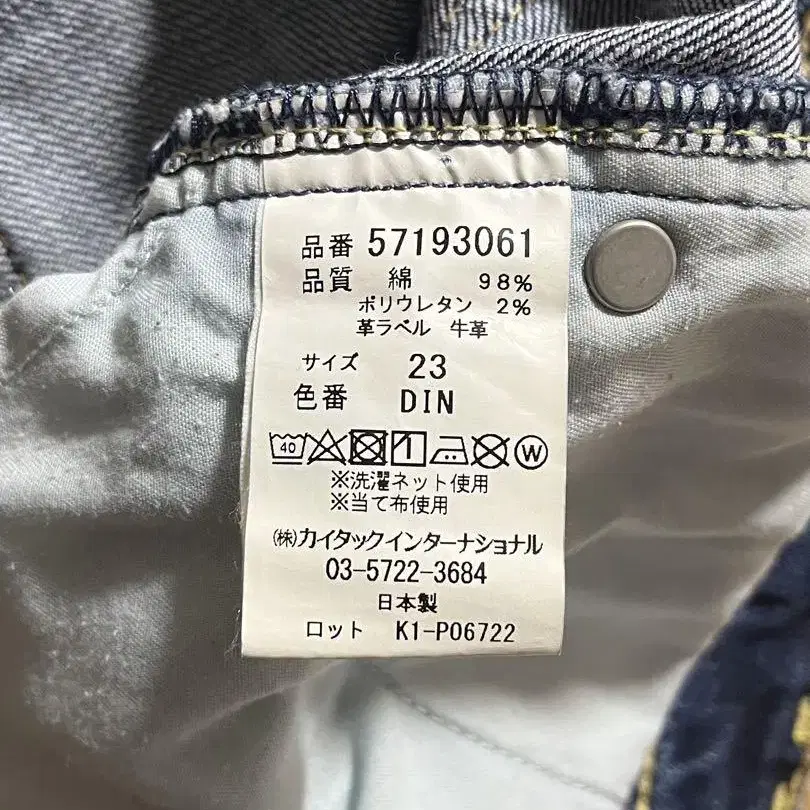 品番 57193061
品質 綿 98%
ポリウレタン 2%
革ラベル 牛革
サイズ 23
色番 DIN
40 W
※洗濯ネット使用
※当て布使用
㈱カイタックインターナショナル
03-5722-3684
日本製
ロット K1-P06722